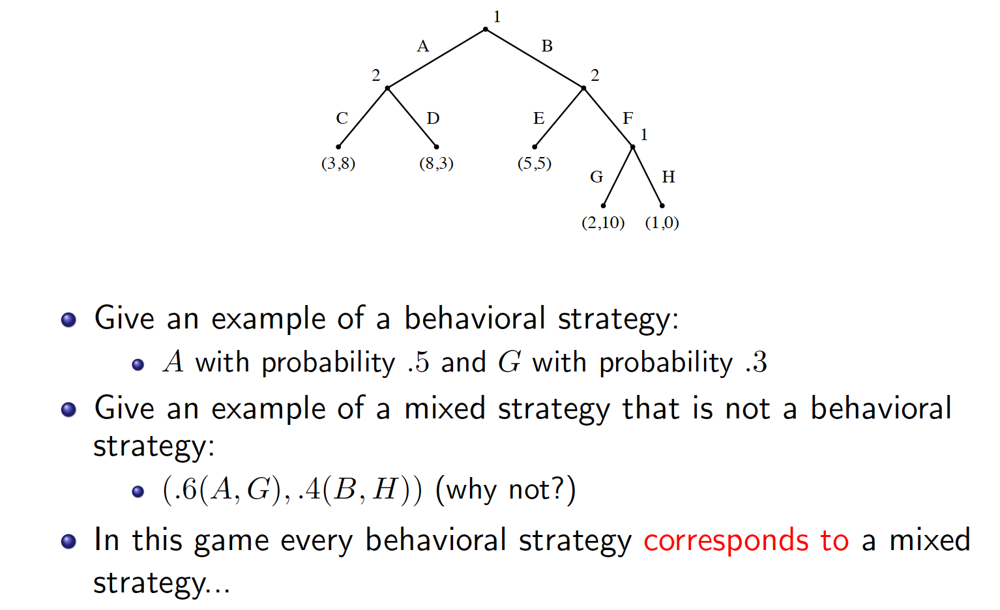 1
A B
2 2
C D E F
1
(3,8) (8,3) (5,5)
G H
(2,10) (1,0)
Give an example of a behavioral strategy:
A with probability .5 and G with probability .3
Give an example of a mixed strategy that is not a behavioral
strategy:
(.6(A, G), .4(B, H)) (why not?)
In this game every behavioral strategy corresponds to a mixed
strategy...